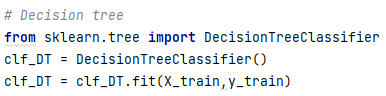 # Decision tree
from sklearn.tree import DecisionTreeClassifier
clf_DT = DecisionTreeClassifier()
clf_DT = clf_DT.fit(X_train,y_train)